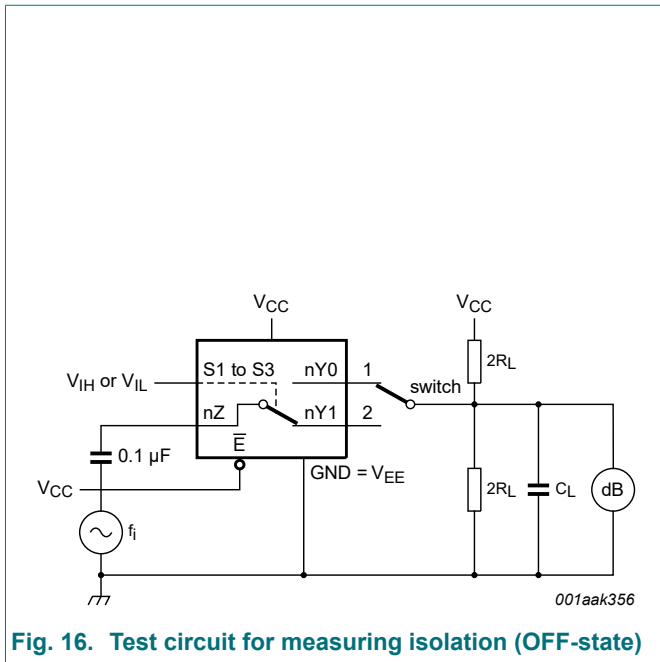 VCC VCC
2RL
S1 to S3 nY0 1
VIH or VIL
switch
nZ nY1 2
E
0.1 µF
GND = VEE
VCC
2RL CL dB
fi
001aak356
Fig. 16. Test circuit for measuring isolation (OFF-state)